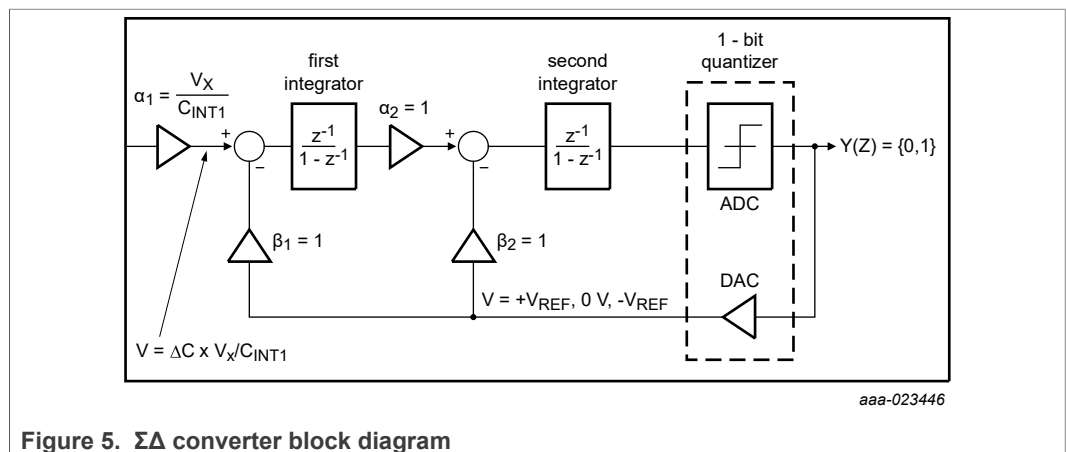 1 - bit
quantizer
first
integrator
second
integrator
α1 = VX
CINT1
α2 = 1
+
−
z-1
1 - z-1
+
−
z-1
1 - z-1
Y(Z) = {0,1}
ADC
β1 = 1
β2 = 1
DAC
V = +VREF, 0 V, -VREF
V = ΔC x Vx/CINT1
aaa-023446
Figure 5. ΣΔ converter block diagram